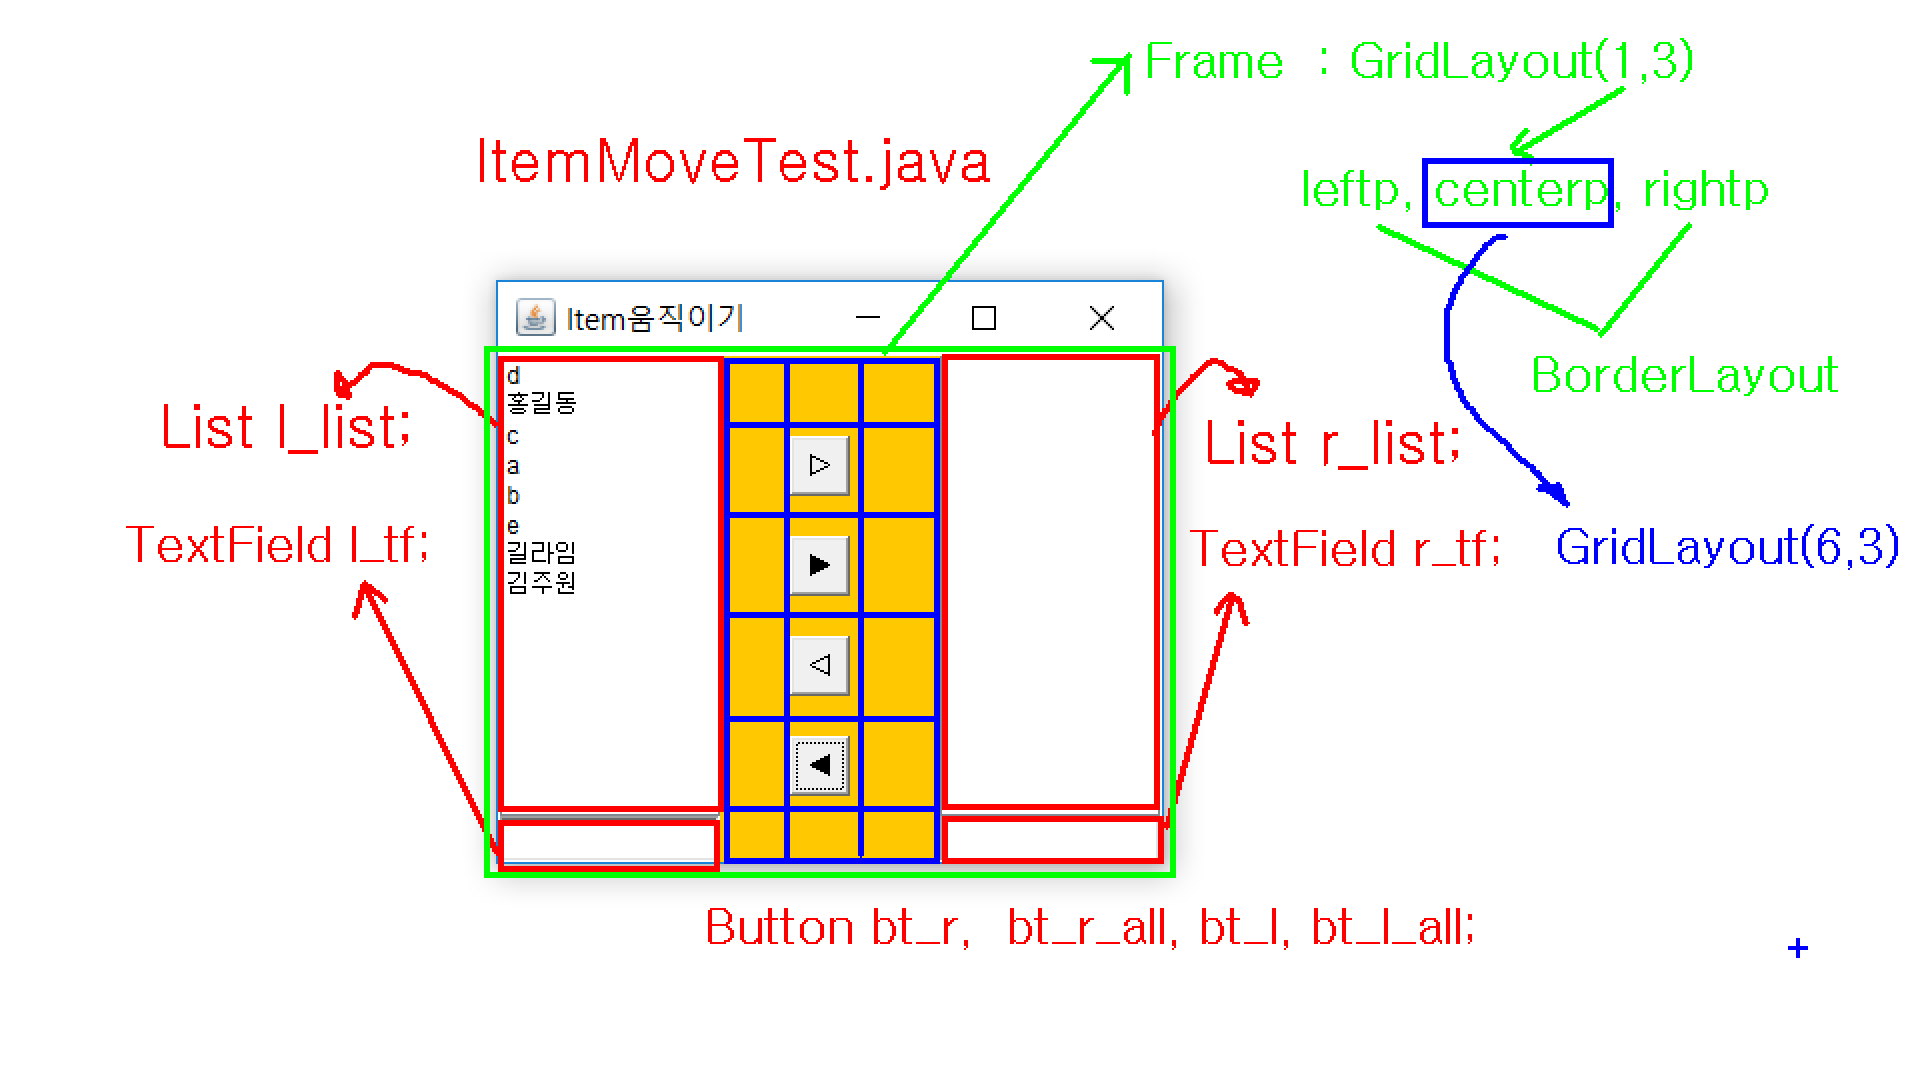 Frame : GridLayout(1,3)
ItemMoveTest.java
leftp, centerp, rightp
Item움직이기
BorderLayout
List l_list;
d
홍길동
c
a
b
e
길라임
김주원
List r_list;
TextField l_tf;
TextField r_tf;
GridLayout(6,3)
▷
▶
◁
◀
Button bt_r, bt_r_all, bt_l, bt_l_all;